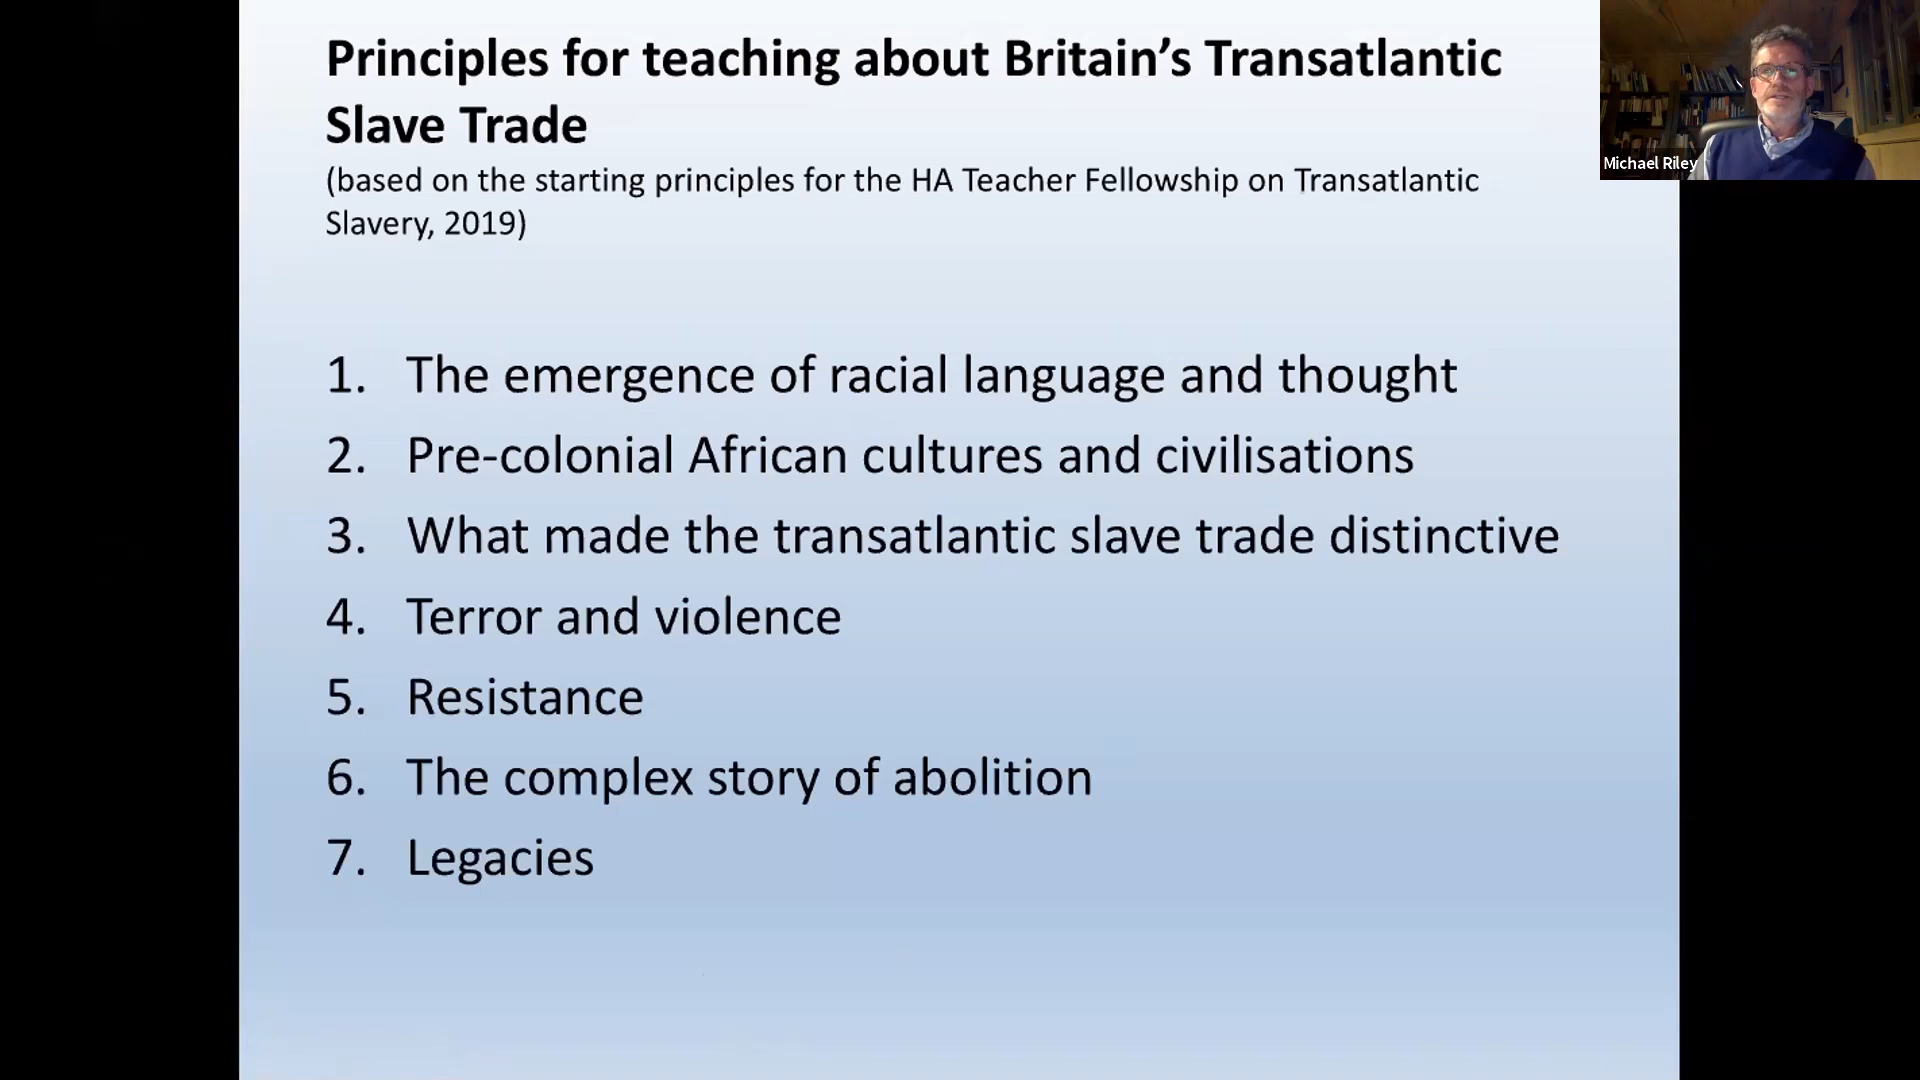 Principles for teaching about Britain’s Transatlantic
Slave Trade
(based on the starting principles for the HA Teacher Fellowship on Transatlantic
Slavery, 2019)
Michael Riley
1. The emergence of racial language and thought
2. Pre-colonial African cultures and civilisations
3. What made the transatlantic slave trade distinctive
4. Terror and violence
5. Resistance
6. The complex story of abolition
7. Legacies